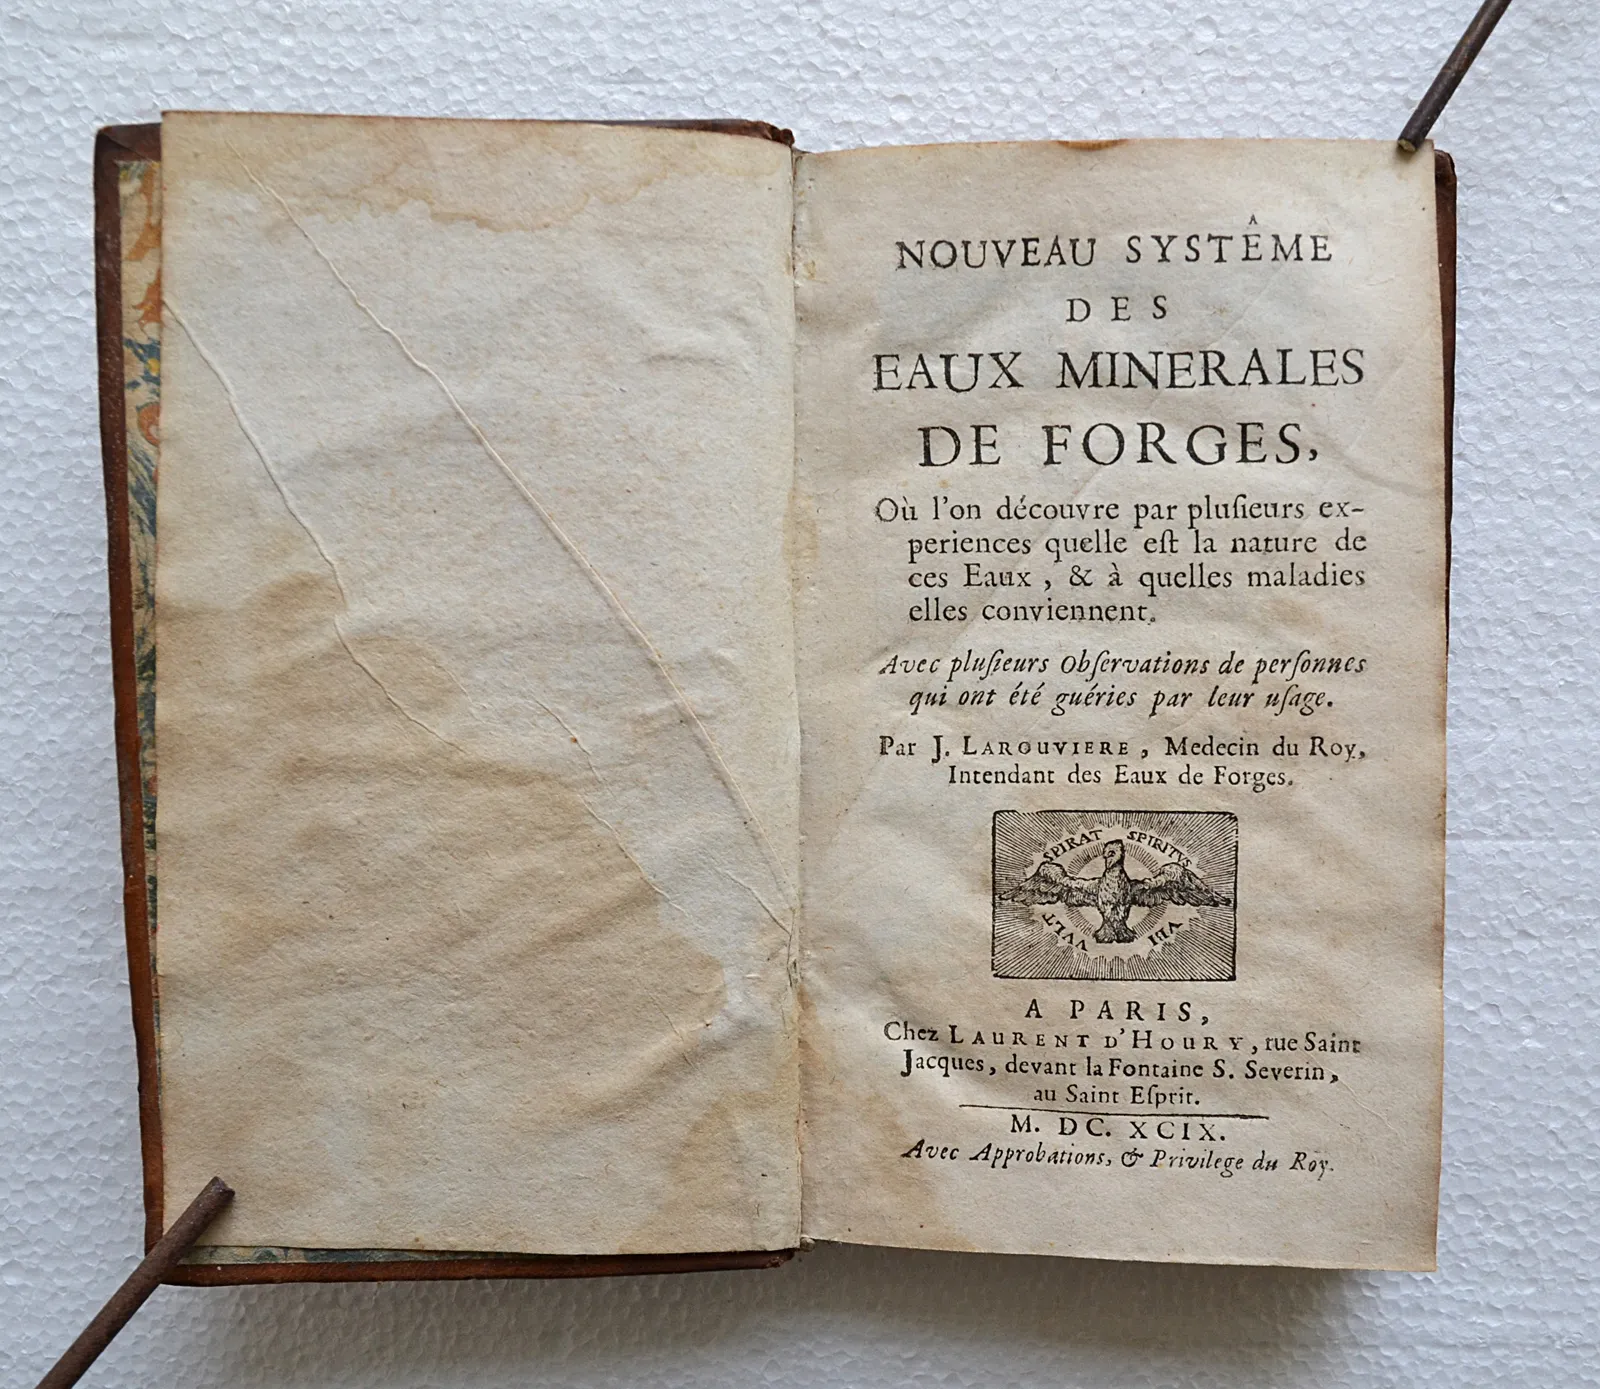 NOUVEAU SYSTÊME
DES
EAUX MINERALES
DE FORGES,
Où l'on découvre par pluſieurs ex-
periences quelle eſt la nature de
ces Eaux, & à quelles maladies
elles conviennent.
Avec pluſieurs Obſervations de perſonnes
qui ont été guéries par leur uſage.
Par J. LAROUVIERE, Medecin du Roy,
Intendant des Eaux de Forges.
SPIRAT SPIRITVS
VVLT VBI
A PARIS,
Chez LAURENT D'HOURY, rue Saint
Jacques, devant la Fontaine S. Severin,
au Saint Eſprit.
M. DC. XCIX.
Avec Approbations, & Privilege du Roy.